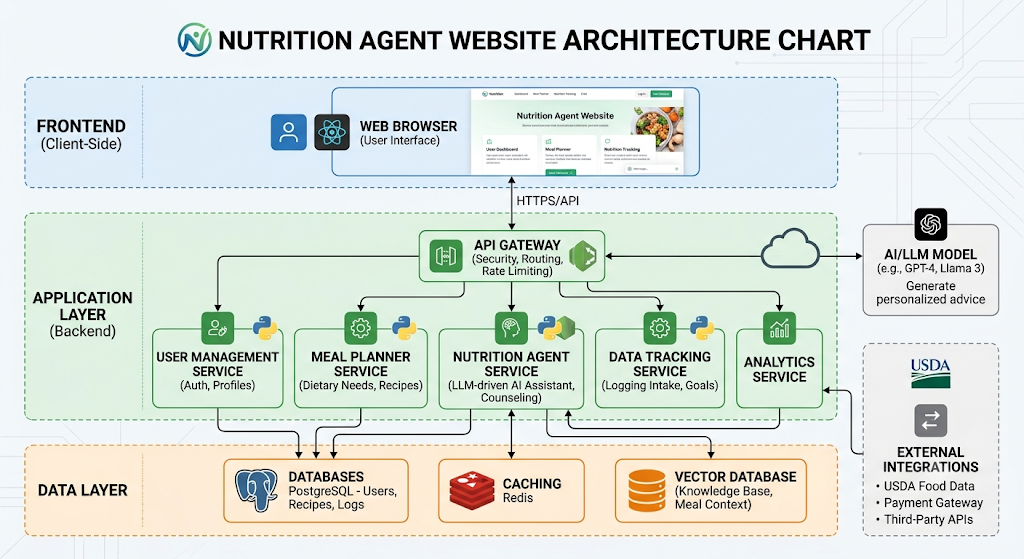 NUTRITION AGENT WEBSITE ARCHITECTURE CHART
FRONTEND
(Client-Side)
WEB BROWSER
(User Interface)
Dashboard
Nutrition Agent Website
User Dashboard
Meal Planner
Nutrition Tracking
HTTPS/API
APPLICATION
LAYER
(Backend)
API GATEWAY
(Security, Routing,
Rate Limiting)
AI/LLM MODEL
(e.g., GPT-4, Llama 3)
Generate
personalized advice
USER MANAGEMENT
SERVICE
(Auth, Profiles)
MEAL PLANNER
SERVICE
(Dietary Needs, Recipes)
NUTRITION AGENT
SERVICE
(LLM-driven AI Assistant,
Counseling)
DATA TRACKING
SERVICE
(Logging Intake, Goals)
ANALYTICS
SERVICE
USDA
EXTERNAL
INTEGRATIONS
• USDA Food Data
• Payment Gateway
• Third-Party APIs
DATA LAYER
DATABASES
PostgreSQL - Users,
Recipes, Logs
CACHING
Redis
VECTOR DATABASE
(Knowledge Base,
Meal Context)